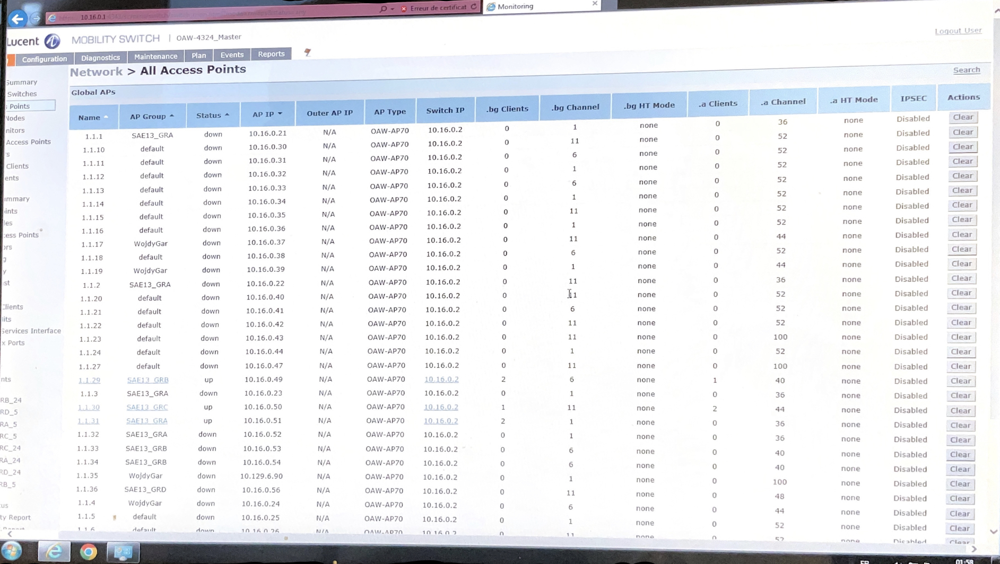 10.16.0.1
Erreur de certificat
Monitoring
Lucent MOBILITY SWITCH | OAW-4324_Master
Logout User
Configuration Diagnostics Maintenance Plan Events Reports
Network > All Access Points
Search
Summary
Switches
Points
Nodes
nitors
Access Points
s
Clients
ents
mmary
ints
les
cess Points
ors
g
y
st
Clients
lits
Services Interface
x Ports
nts
RB_24
RD_5
RA_5
RC_5
RC_24
RA_24
RD_24
RB_5
tus
ty Report
Global APs
Name AP Group Status AP IP Outer AP IP AP Type Switch IP .bg Clients .bg Channel .bg HT Mode .a Clients .a Channel .a HT Mode IPSEC Actions
1.1.1 SAE13_GRA down 10.16.0.21 N/A OAW-AP70 10.16.0.2 0 1 none 0 36 none Disabled Clear
1.1.10 default down 10.16.0.30 N/A OAW-AP70 10.16.0.2 0 11 none 0 52 none Disabled Clear
1.1.11 default down 10.16.0.31 N/A OAW-AP70 10.16.0.2 0 6 none 0 52 none Disabled Clear
1.1.12 default down 10.16.0.32 N/A OAW-AP70 10.16.0.2 0 1 none 0 52 none Disabled Clear
1.1.13 default down 10.16.0.33 N/A OAW-AP70 10.16.0.2 0 6 none 0 52 none Disabled Clear
1.1.14 default down 10.16.0.34 N/A OAW-AP70 10.16.0.2 0 1 none 0 52 none Disabled Clear
1.1.15 default down 10.16.0.35 N/A OAW-AP70 10.16.0.2 0 11 none 0 52 none Disabled Clear
1.1.16 default down 10.16.0.36 N/A OAW-AP70 10.16.0.2 0 1 none 0 52 none Disabled Clear
1.1.17 WojdyGar down 10.16.0.37 N/A OAW-AP70 10.16.0.2 0 11 none 0 44 none Disabled Clear
1.1.18 default down 10.16.0.38 N/A OAW-AP70 10.16.0.2 0 6 none 0 52 none Disabled Clear
1.1.19 WojdyGar down 10.16.0.39 N/A OAW-AP70 10.16.0.2 0 1 none 0 44 none Disabled Clear
1.1.2 SAE13_GRA down 10.16.0.22 N/A OAW-AP70 10.16.0.2 0 11 none 0 36 none Disabled Clear
1.1.20 default down 10.16.0.40 N/A OAW-AP70 10.16.0.2 0 11 none 0 52 none Disabled Clear
1.1.21 default down 10.16.0.41 N/A OAW-AP70 10.16.0.2 0 6 none 0 52 none Disabled Clear
1.1.22 default down 10.16.0.42 N/A OAW-AP70 10.16.0.2 0 11 none 0 52 none Disabled Clear
1.1.23 default down 10.16.0.43 N/A OAW-AP70 10.16.0.2 0 11 none 0 100 none Disabled Clear
1.1.24 default down 10.16.0.44 N/A OAW-AP70 10.16.0.2 0 1 none 0 52 none Disabled Clear
1.1.27 default down 10.16.0.47 N/A OAW-AP70 10.16.0.2 0 11 none 0 100 none Disabled Clear
1.1.29 SAE13_GRB up 10.16.0.49 N/A OAW-AP70 10.16.0.2 2 6 none 1 40 none Disabled Clear
1.1.3 SAE13_GRA down 10.16.0.23 N/A OAW-AP70 10.16.0.2 0 1 none 0 36 none Disabled Clear
1.1.30 SAE13_GRC up 10.16.0.50 N/A OAW-AP70 10.16.0.2 1 11 none 2 44 none Disabled Clear
1.1.31 SAE13_GRA up 10.16.0.51 N/A OAW-AP70 10.16.0.2 2 1 none 0 36 none Disabled Clear
1.1.32 SAE13_GRA down 10.16.0.52 N/A OAW-AP70 10.16.0.2 0 1 none 0 36 none Disabled Clear
1.1.33 SAE13_GRB down 10.16.0.53 N/A OAW-AP70 10.16.0.2 0 6 none 0 40 none Disabled Clear
1.1.34 SAE13_GRB down 10.16.0.54 N/A OAW-AP70 10.16.0.2 0 6 none 0 40 none Disabled Clear
1.1.35 WojdyGar down 10.129.6.90 N/A OAW-AP70 10.16.0.2 0 1 none 0 100 none Disabled Clear
1.1.36 SAE13_GRD down 10.16.0.56 N/A OAW-AP70 10.16.0.2 0 11 none 0 48 none Disabled Clear
1.1.4 WojdyGar down 10.16.0.24 N/A OAW-AP70 10.16.0.2 0 6 none 0 44 none Disabled Clear
1.1.5 default down 10.16.0.25 N/A OAW-AP70 10.16.0.2 0 1 none 0 52 none Disabled Clear
1.1.6 default down 10.16.0.26 N/A OAW-AP70 10.16.0.2 0 11 none 0 52 none Disabled Clear
FR
01:58